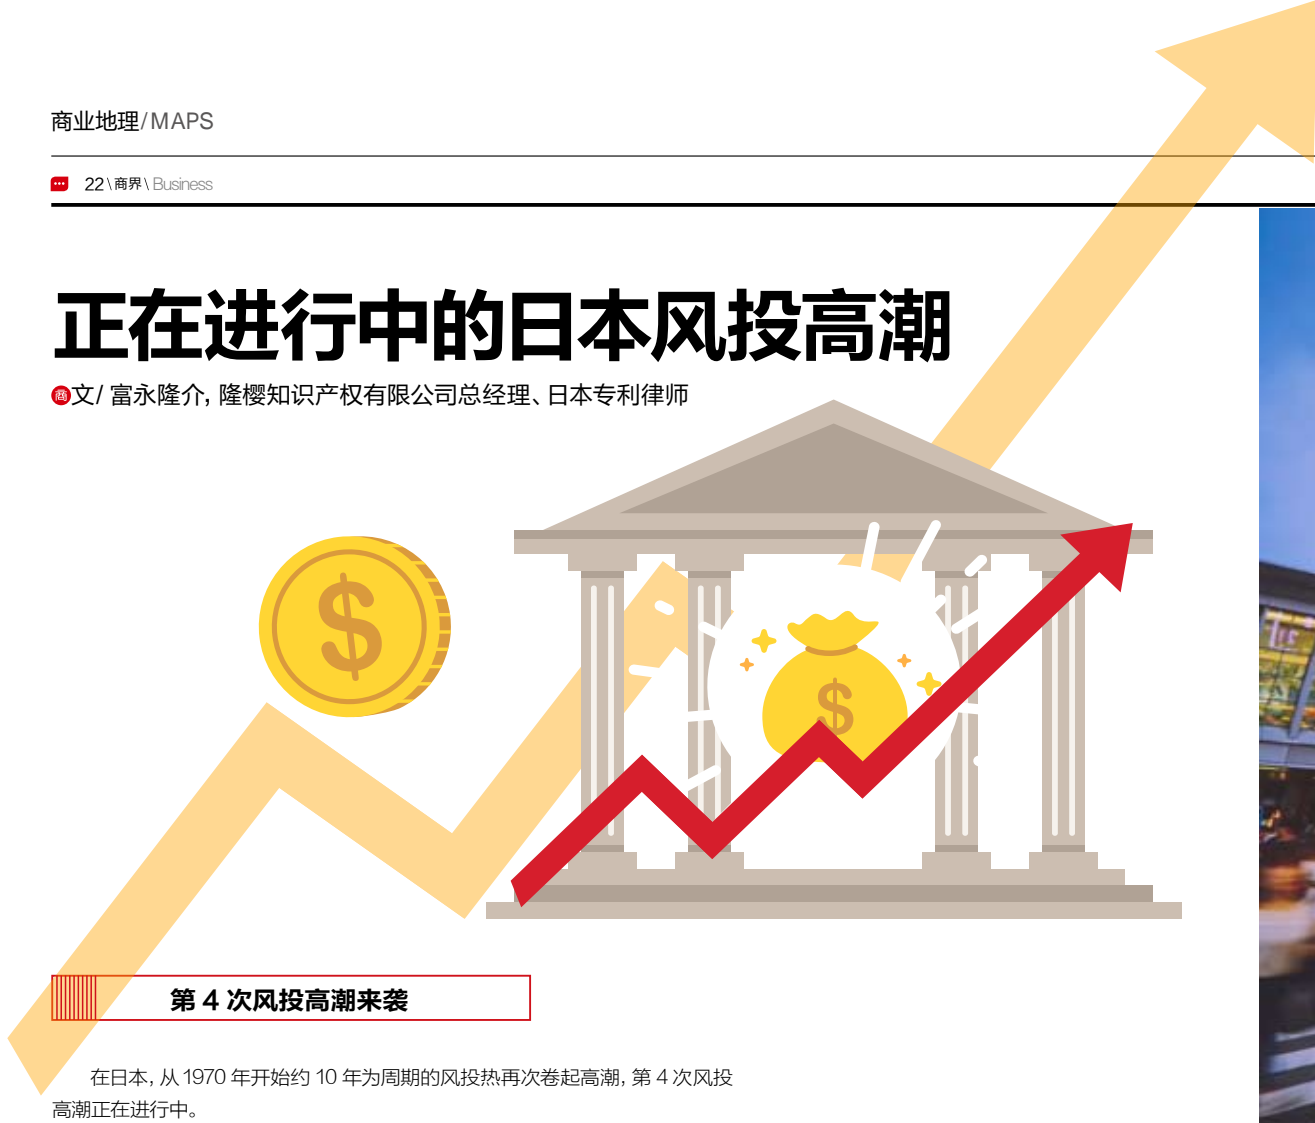 商业地理/MAPS
22\商界\Business
正在进行中的日本风投高潮
商文/ 富永隆介, 隆樱知识产权有限公司总经理、日本专利律师
$
$
第 4 次风投高潮来袭
在日本, 从 1970 年开始约 10 年为周期的风投热再次卷起高潮, 第 4 次风投
高潮正在进行中。